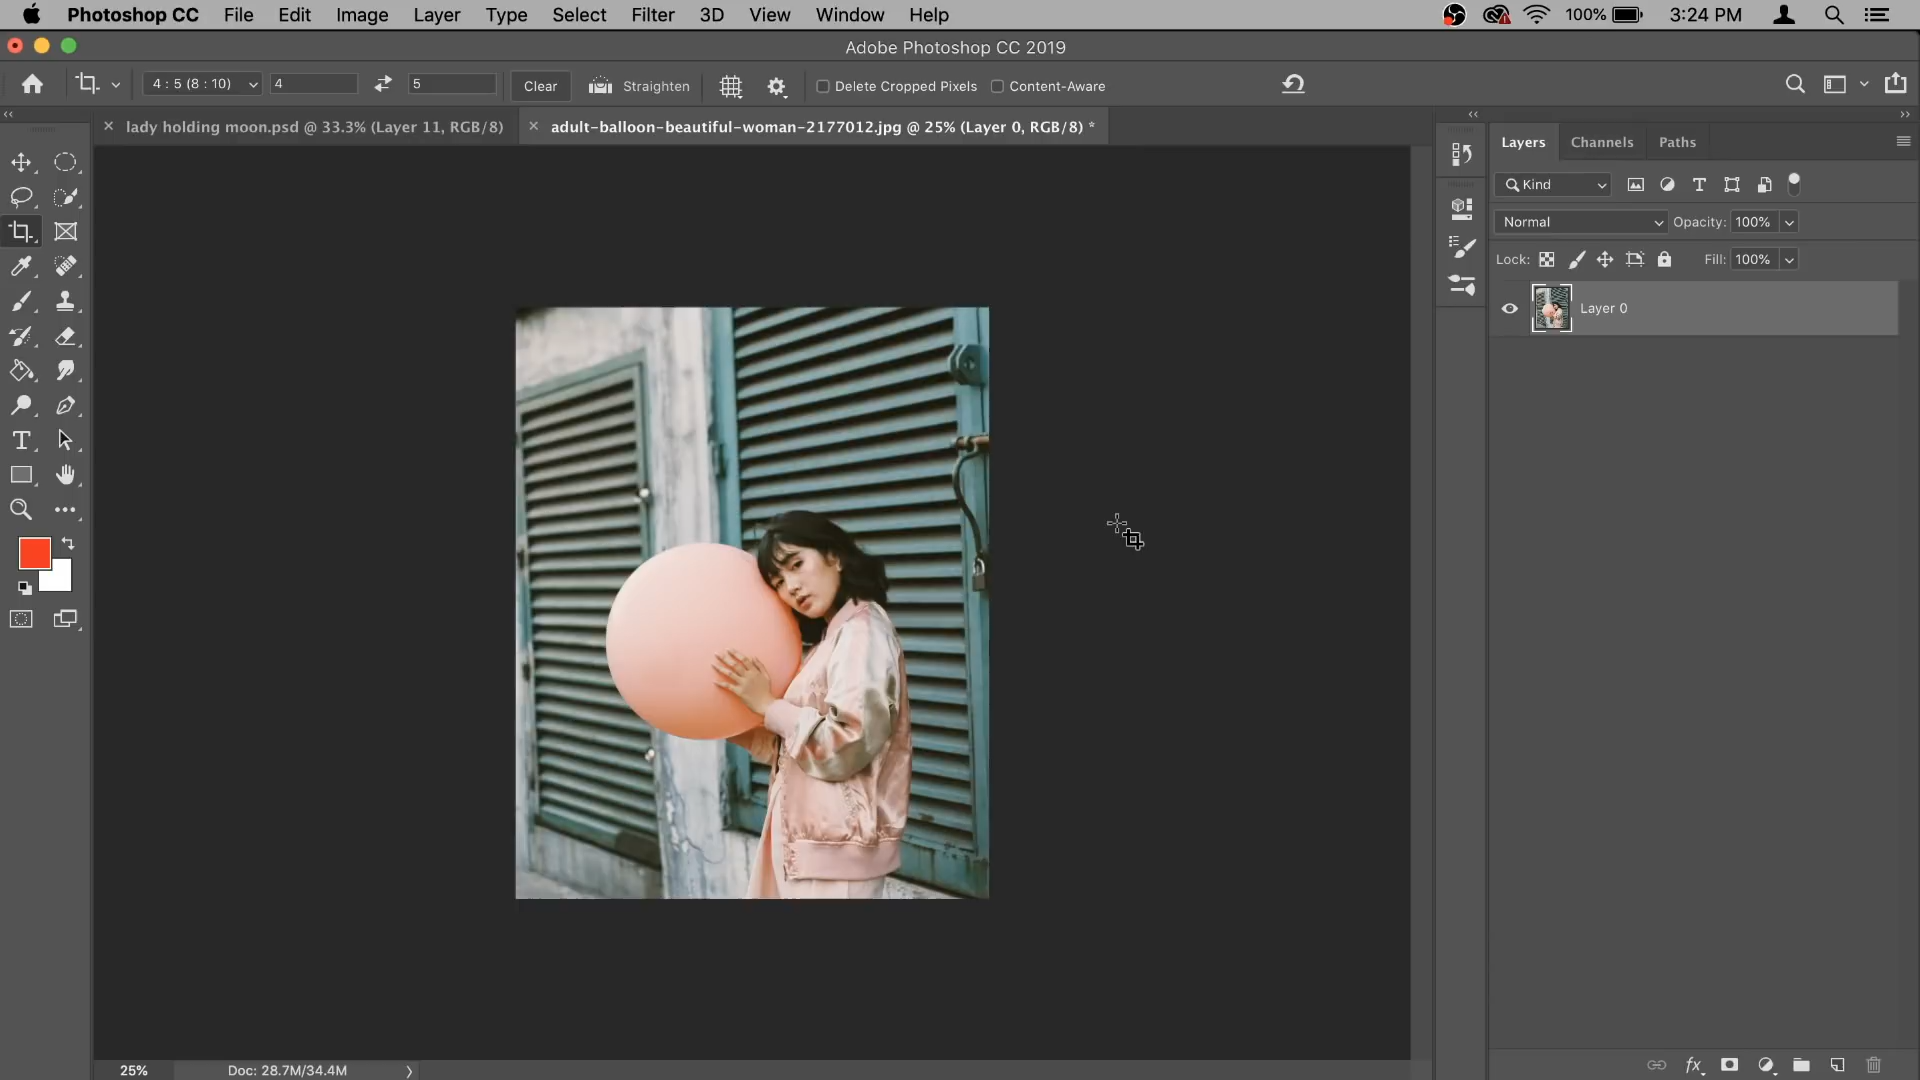 Photoshop CC File Edit Image Layer Type Select Filter 3D View Window Help 100% 3:24 PM
Adobe Photoshop CC 2019
4 : 5 (8 : 10) 4 5 Clear Straighten Delete Cropped Pixels Content-Aware
lady holding moon.psd @ 33.3% (Layer 11, RGB/8) adult-balloon-beautiful-woman-2177012.jpg @ 25% (Layer 0, RGB/8) *
Layers Channels Paths
Kind
Normal Opacity: 100%
Lock: Fill: 100%
Layer 0
25% Doc: 28.7M/34.4M